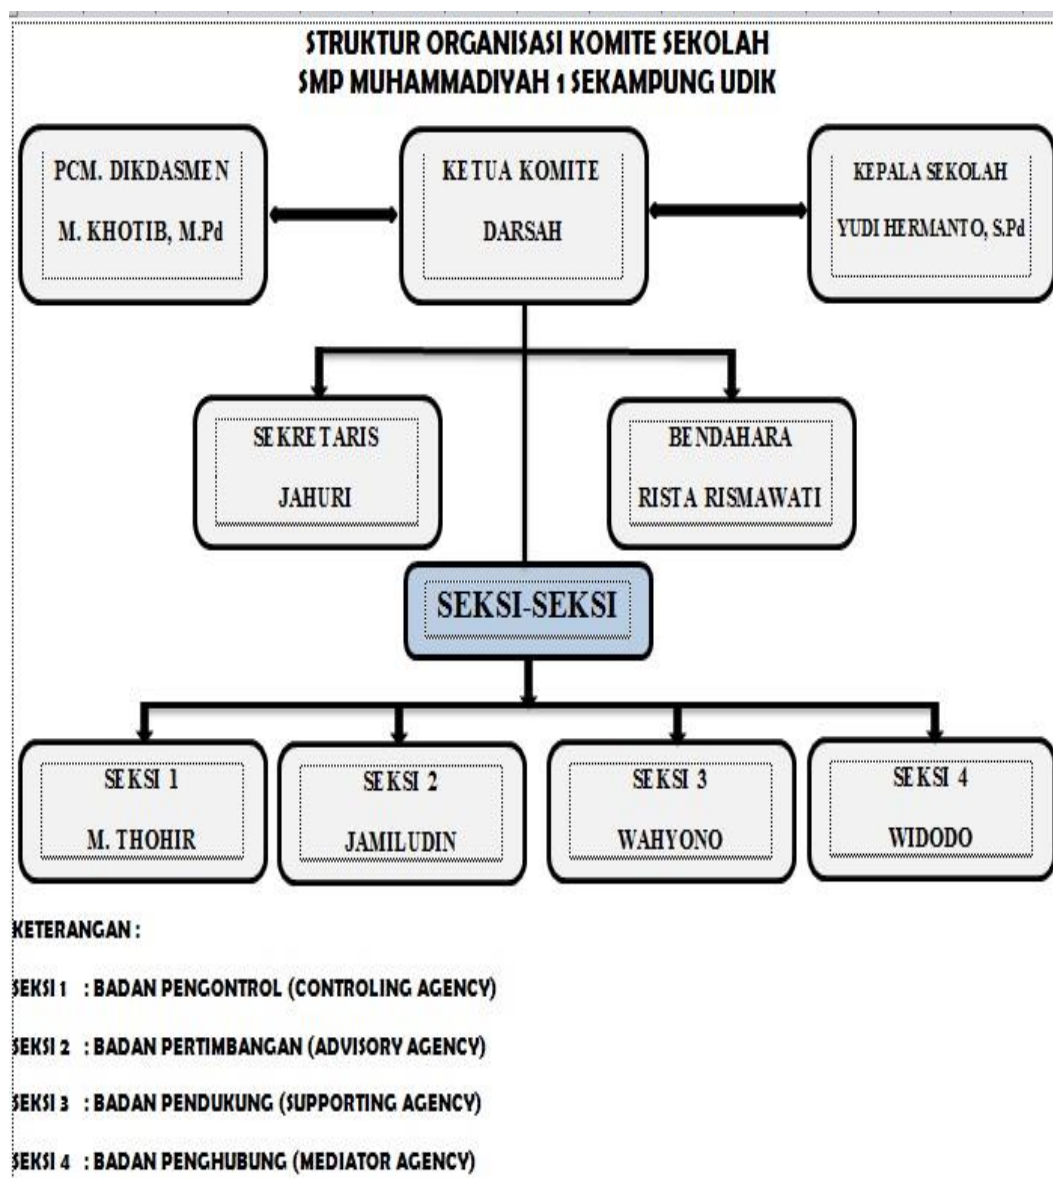 STRUKTUR ORGANISASI KOMITE SEKOLAH
SMP MUHAMMADIYAH 1 SEKAMPUNG UDIK
PCM. DIKDASMEN
M. KHOTIB, M.Pd
KETUA KOMITE
DARSAH
KEPALA SEKOLAH
YUDI HERMANTO, S.Pd
SEKRETARIS
JAHURI
BENDAHARA
RISTA RISMAWATI
SEKSI-SEKSI
SEKSI 1
M. THOHIR
SEKSI 2
JAMILUDIN
SEKSI 3
WAHYONO
SEKSI 4
WIDODO
KETERANGAN :
SEKSI 1 : BADAN PENGONTROL (CONTROLING AGENCY)
SEKSI 2 : BADAN PERTIMBANGAN (ADVISORY AGENCY)
SEKSI 3 : BADAN PENDUKUNG (SUPPORTING AGENCY)
SEKSI 4 : BADAN PENGHUBUNG (MEDIATOR AGENCY)